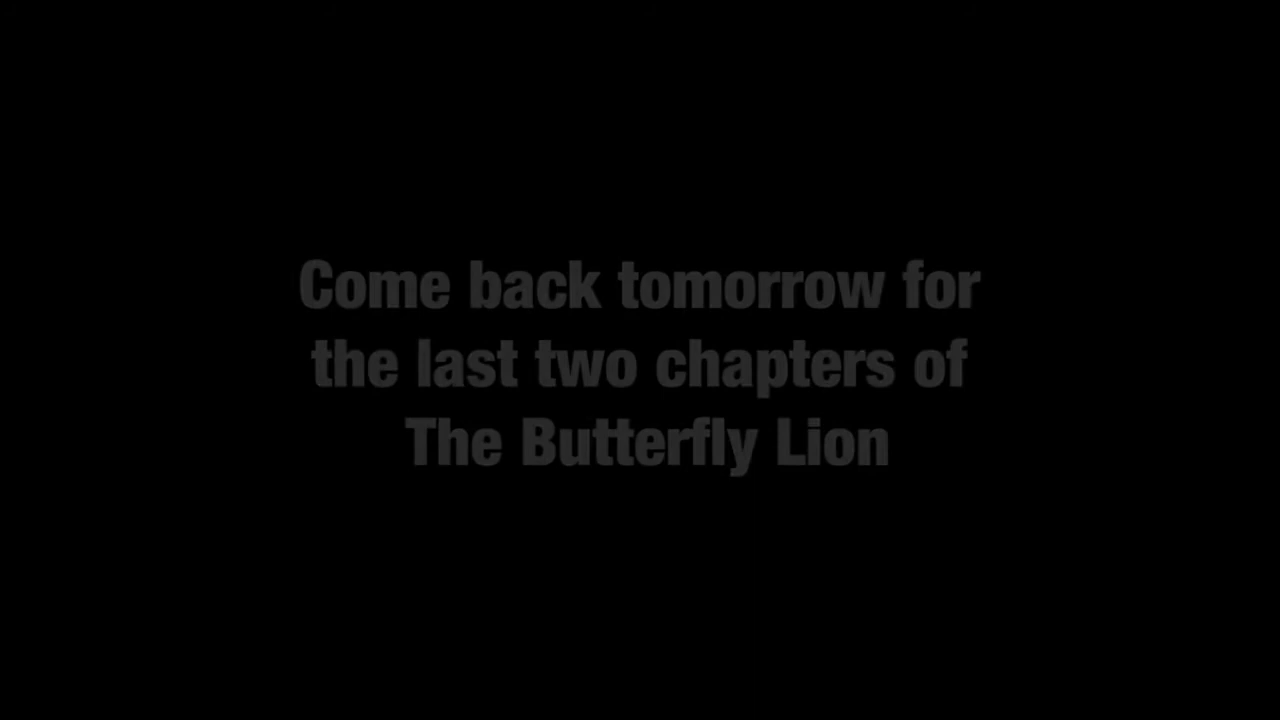 Come back tomorrow for
the last two chapters of
The Butterfly Lion